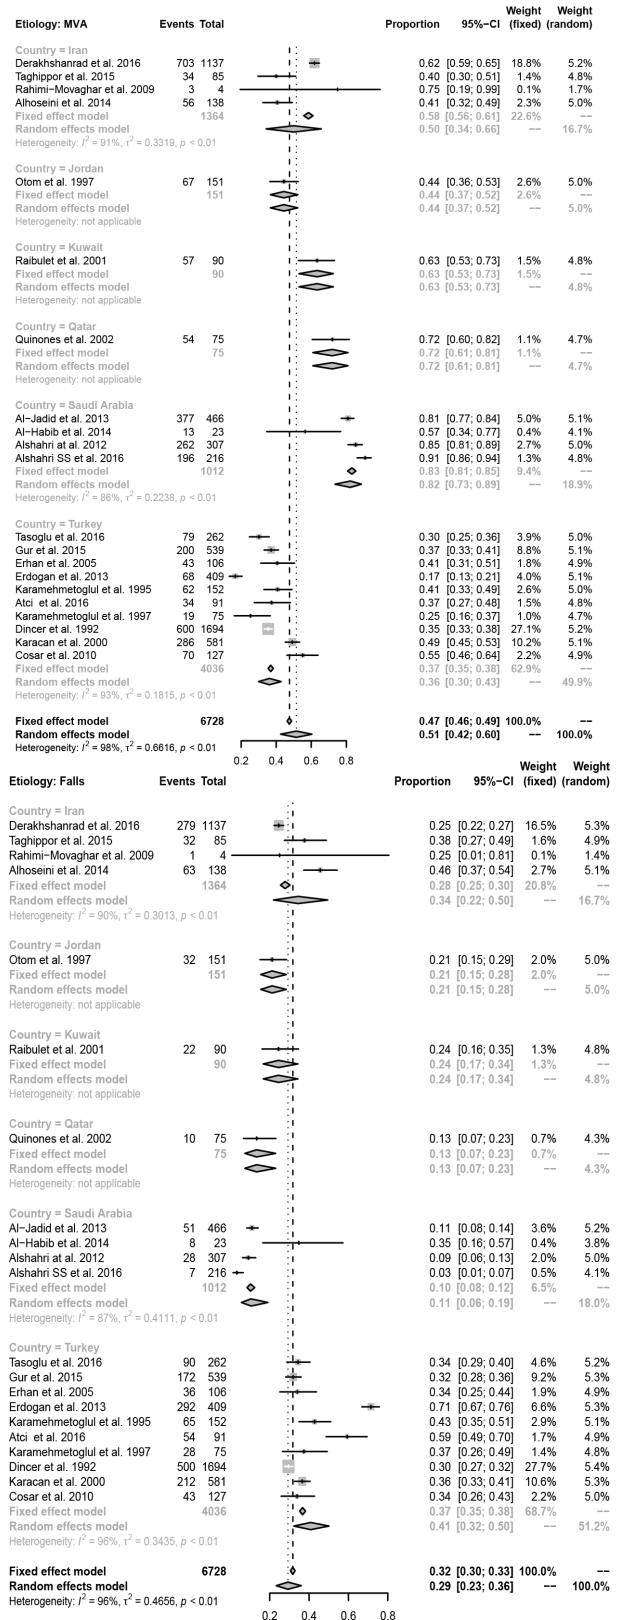 Weight Weight
Etiology: MVA Events Total Proportion 95%−CI (fixed) (random)
Country = Iran
Derakhshanrad et al. 2016 703 1137 0.62 [0.59; 0.65] 18.8% 5.2%
Taghippor et al. 2015 34 85 0.40 [0.30; 0.51] 1.4% 4.8%
Rahimi−Movaghar et al. 2009 3 4 0.75 [0.19; 0.99] 0.1% 1.7%
Alhoseini et al. 2014 56 138 0.41 [0.32; 0.49] 2.3% 5.0%
Fixed effect model 1364 0.58 [0.56; 0.61] 22.6% −−
Random effects model 0.50 [0.34; 0.66] −− 16.7%
Heterogeneity: I² = 91%, τ² = 0.3319, p < 0.01
Country = Jordan
Otom et al. 1997 67 151 0.44 [0.36; 0.53] 2.6% 5.0%
Fixed effect model 151 0.44 [0.37; 0.52] 2.6% −−
Random effects model 0.44 [0.37; 0.52] −− 5.0%
Heterogeneity: not applicable
Country = Kuwait
Raibulet et al. 2001 57 90 0.63 [0.53; 0.73] 1.5% 4.8%
Fixed effect model 90 0.63 [0.53; 0.73] 1.5% −−
Random effects model 0.63 [0.53; 0.73] −− 4.8%
Heterogeneity: not applicable
Country = Qatar
Quinones et al. 2002 54 75 0.72 [0.60; 0.82] 1.1% 4.7%
Fixed effect model 75 0.72 [0.61; 0.81] 1.1% −−
Random effects model 0.72 [0.61; 0.81] −− 4.7%
Heterogeneity: not applicable
Country = Saudi Arabia
Al−Jadid et al. 2013 377 466 0.81 [0.77; 0.84] 5.0% 5.1%
Al−Habib et al. 2014 13 23 0.57 [0.34; 0.77] 0.4% 4.1%
Alshahri at al. 2012 262 307 0.85 [0.81; 0.89] 2.7% 5.0%
Alshahri SS et al. 2016 196 216 0.91 [0.86; 0.94] 1.3% 4.8%
Fixed effect model 1012 0.83 [0.81; 0.85] 9.4% −−
Random effects model 0.82 [0.73; 0.89] −− 18.9%
Heterogeneity: I² = 86%, τ² = 0.2238, p < 0.01
Country = Turkey
Tasoglu et al. 2016 79 262 0.30 [0.25; 0.36] 3.9% 5.0%
Gur et al. 2015 200 539 0.37 [0.33; 0.41] 8.8% 5.1%
Erhan et al. 2005 43 106 0.41 [0.31; 0.51] 1.8% 4.9%
Erdogan et al. 2013 68 409 0.17 [0.13; 0.21] 4.0% 5.1%
Karamehmetoglul et al. 1995 62 152 0.41 [0.33; 0.49] 2.6% 5.0%
Atci et al. 2016 34 91 0.37 [0.27; 0.48] 1.5% 4.8%
Karamehmetoglul et al. 1997 19 75 0.25 [0.16; 0.37] 1.0% 4.7%
Dincer et al. 1992 600 1694 0.35 [0.33; 0.38] 27.1% 5.2%
Karacan et al. 2000 286 581 0.49 [0.45; 0.53] 10.2% 5.1%
Cosar et al. 2010 70 127 0.55 [0.46; 0.64] 2.2% 4.9%
Fixed effect model 4036 0.37 [0.35; 0.38] 62.9% −−
Random effects model 0.36 [0.30; 0.43] −− 49.9%
Heterogeneity: I² = 93%, τ² = 0.1815, p < 0.01
Fixed effect model 6728 0.47 [0.46; 0.49] 100.0% −−
Random effects model 0.51 [0.42; 0.60] −− 100.0%
Heterogeneity: I² = 98%, τ² = 0.6616, p < 0.01
0.2 0.4 0.6 0.8
Weight Weight
Etiology: Falls Events Total Proportion 95%−CI (fixed) (random)
Country = Iran
Derakhshanrad et al. 2016 279 1137 0.25 [0.22; 0.27] 16.5% 5.3%
Taghippor et al. 2015 32 85 0.38 [0.27; 0.49] 1.6% 4.9%
Rahimi−Movaghar et al. 2009 1 4 0.25 [0.01; 0.81] 0.1% 1.4%
Alhoseini et al. 2014 63 138 0.46 [0.37; 0.54] 2.7% 5.1%
Fixed effect model 1364 0.28 [0.25; 0.30] 20.8% −−
Random effects model 0.34 [0.22; 0.50] −− 16.7%
Heterogeneity: I² = 90%, τ² = 0.3013, p < 0.01
Country = Jordan
Otom et al. 1997 32 151 0.21 [0.15; 0.29] 2.0% 5.0%
Fixed effect model 151 0.21 [0.15; 0.28] 2.0% −−
Random effects model 0.21 [0.15; 0.28] −− 5.0%
Heterogeneity: not applicable
Country = Kuwait
Raibulet et al. 2001 22 90 0.24 [0.16; 0.35] 1.3% 4.8%
Fixed effect model 90 0.24 [0.17; 0.34] 1.3% −−
Random effects model 0.24 [0.17; 0.34] −− 4.8%
Heterogeneity: not applicable
Country = Qatar
Quinones et al. 2002 10 75 0.13 [0.07; 0.23] 0.7% 4.3%
Fixed effect model 75 0.13 [0.07; 0.23] 0.7% −−
Random effects model 0.13 [0.07; 0.23] −− 4.3%
Heterogeneity: not applicable
Country = Saudi Arabia
Al−Jadid et al. 2013 51 466 0.11 [0.08; 0.14] 3.6% 5.2%
Al−Habib et al. 2014 8 23 0.35 [0.16; 0.57] 0.4% 3.8%
Alshahri at al. 2012 28 307 0.09 [0.06; 0.13] 2.0% 5.0%
Alshahri SS et al. 2016 7 216 0.03 [0.01; 0.07] 0.5% 4.1%
Fixed effect model 1012 0.10 [0.08; 0.12] 6.5% −−
Random effects model 0.11 [0.06; 0.19] −− 18.0%
Heterogeneity: I² = 87%, τ² = 0.4111, p < 0.01
Country = Turkey
Tasoglu et al. 2016 90 262 0.34 [0.29; 0.40] 4.6% 5.2%
Gur et al. 2015 172 539 0.32 [0.28; 0.36] 9.2% 5.3%
Erhan et al. 2005 36 106 0.34 [0.25; 0.44] 1.9% 4.9%
Erdogan et al. 2013 292 409 0.71 [0.67; 0.76] 6.6% 5.3%
Karamehmetoglul et al. 1995 65 152 0.43 [0.35; 0.51] 2.9% 5.1%
Atci et al. 2016 54 91 0.59 [0.49; 0.70] 1.7% 4.9%
Karamehmetoglul et al. 1997 28 75 0.37 [0.26; 0.49] 1.4% 4.8%
Dincer et al. 1992 500 1694 0.30 [0.27; 0.32] 27.7% 5.4%
Karacan et al. 2000 212 581 0.36 [0.33; 0.41] 10.6% 5.3%
Cosar et al. 2010 43 127 0.34 [0.26; 0.43] 2.2% 5.0%
Fixed effect model 4036 0.37 [0.35; 0.38] 68.7% −−
Random effects model 0.41 [0.32; 0.50] −− 51.2%
Heterogeneity: I² = 96%, τ² = 0.3435, p < 0.01
Fixed effect model 6728 0.32 [0.30; 0.33] 100.0% −−
Random effects model 0.29 [0.23; 0.36] −− 100.0%
Heterogeneity: I² = 96%, τ² = 0.4656, p < 0.01
0.2 0.4 0.6 0.8